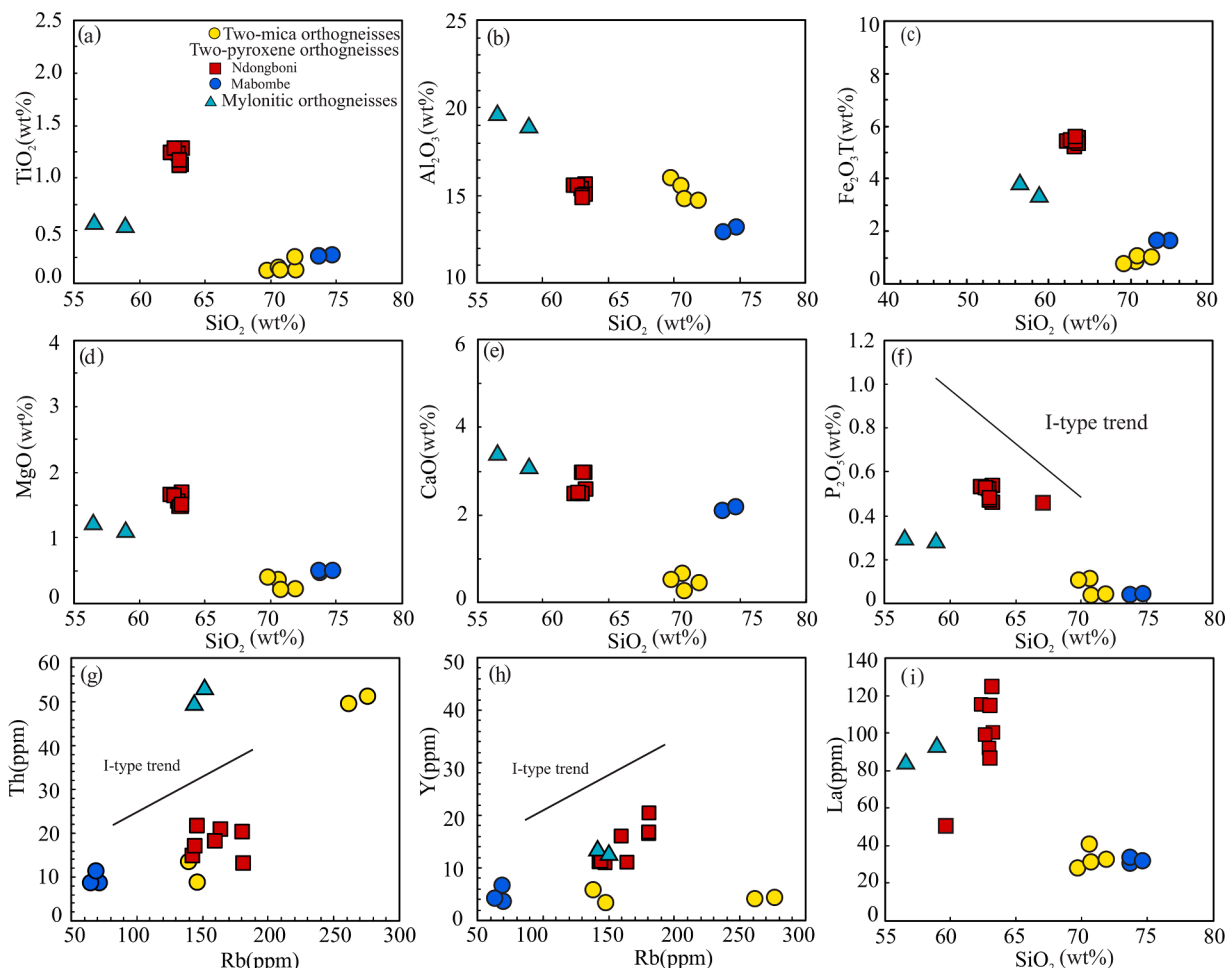 (a)
Two-mica orthogneisses
Two-pyroxene orthogneisses
Ndongboni
Mabombe
Mylonitic orthogneisses
TiO₂(wt%)
2.5
2.0
1.5
1.0
0.5
0.0
55 60 65 70 75 80
SiO₂ (wt%)
(b)
Al₂O₃(wt%)
25
20
15
10
55 60 65 70 75 80
SiO₂ (wt%)
(c)
Fe₂O₃T(wt%)
10
8
6
4
2
0
40 50 60 70 80
SiO₂ (wt%)
(d)
MgO(wt%)
4
3
2
1
0
55 60 65 70 75 80
SiO₂ (wt%)
(e)
CaO(wt%)
6
4
2
0
55 60 65 70 75 80
SiO₂ (wt%)
(f)
I-type trend
P₂O₅(wt%)
1.2
1.0
0.8
0.6
0.4
0.2
0
55 60 65 70 75 80
SiO₂ (wt%)
(g)
I-type trend
Th(ppm)
60
50
40
30
20
10
0
50 100 150 200 250 300
Rb(ppm)
(h)
I-type trend
Y(ppm)
50
40
30
20
10
0
50 100 150 200 250 300
Rb(ppm)
(i)
La(ppm)
140
120
100
80
60
40
20
0
55 60 65 70 75 80
SiO₂ (wt%)